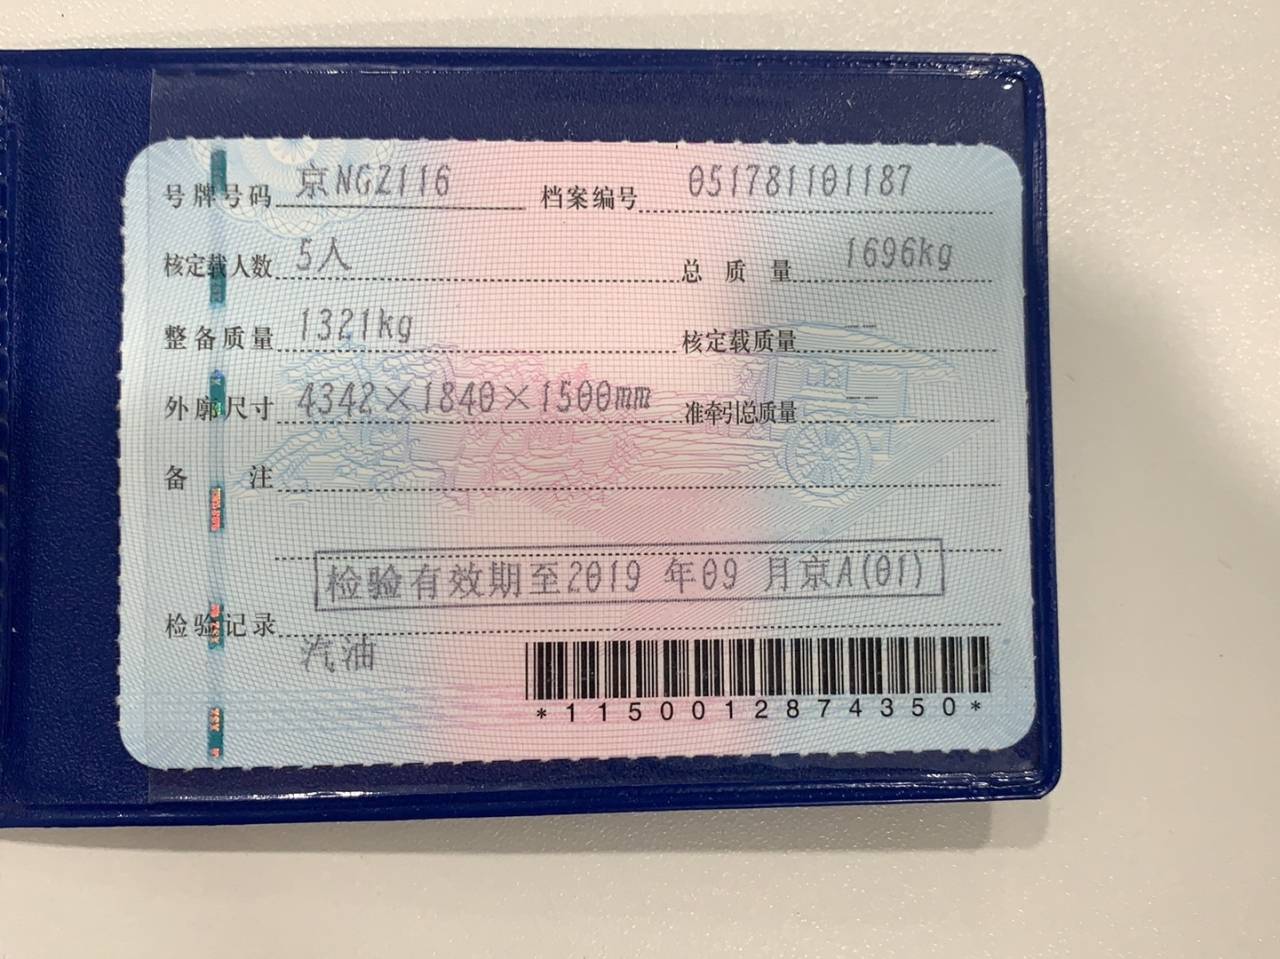 号牌号码 京NGZ116 档案编号 051781101187
核定载人数 5人 总质量 1696kg
整备质量 1321kg 核定载质量 --
外廓尺寸 4342×1840×1500mm 准牵引总质量 --
备注
检验有效期至2019 年09 月京A(01)
检验记录
汽油
*1150012874350*